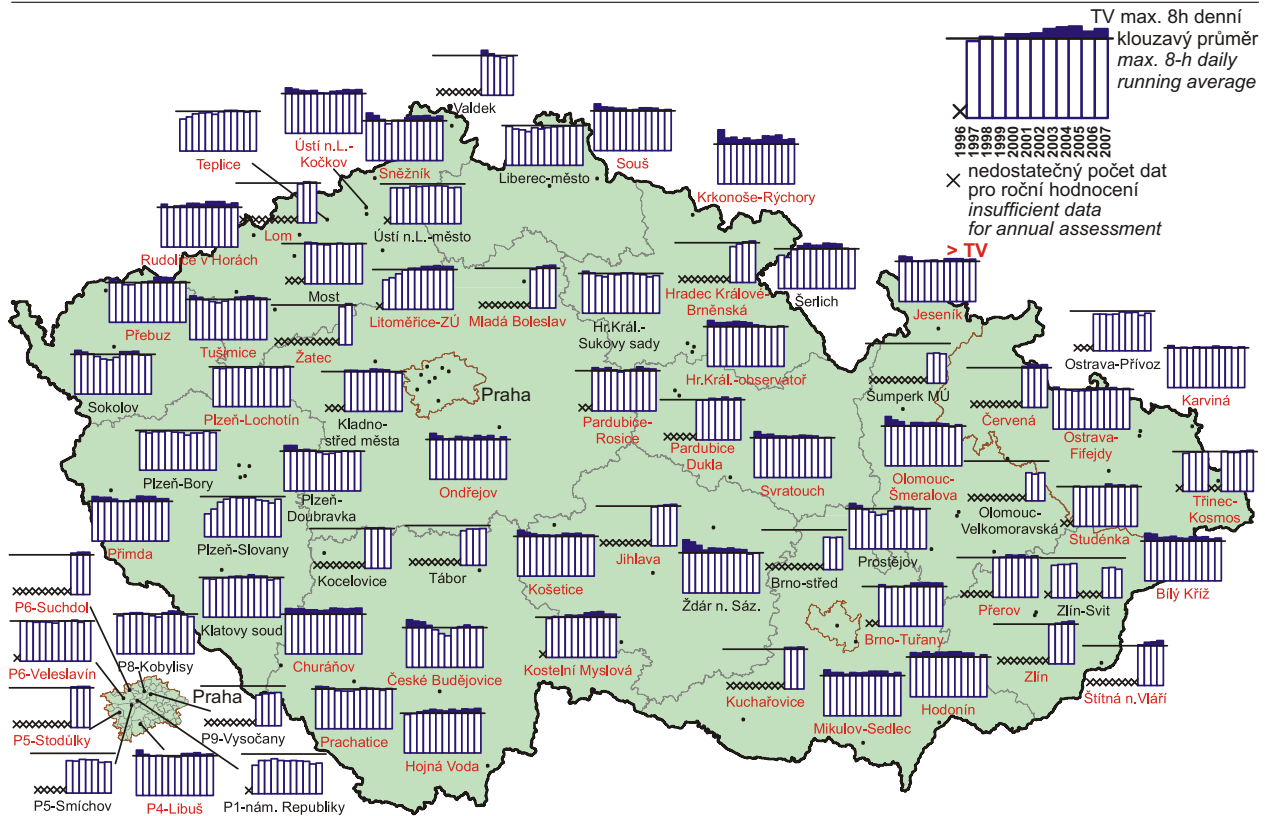 TV max. 8h denní
klouzavý průměr
max. 8-h daily
running average
1996
1997
1998
1999
2000
2001
2002
2003
2004
2005
2006
2007
nedostatečný počet dat
pro roční hodnocení
insufficient data
for annual assessment
> TV
Valdek
Teplice
Ústí n.L.-
Kočkov
Sněžník
Liberec-město
Souš
Krkonoše-Rýchory
Rudolice v Horách
Lom
Ústí n.L.-město
Most
Litoměřice-ZÚ
Mladá Boleslav
Hr.Král.-
Sukovy sady
Hradec Králové-
Brněnská
Šerlich
Jeseník
Přebuz
Tušimice
Žatec
Hr.Král.-observatoř
Šumperk MÚ
Ostrava-Přívoz
Karviná
Sokolov
Plzeň-Lochotín
Kladno-
střed města
Praha
Pardubice-
Rosice
Pardubice
Dukla
Svratouch
Červená
Ostrava-
Fifejdy
Plzeň-Bory
Plzeň-
Doubravka
Ondřejov
Olomouc-
Šmeralova
Olomouc-
Velkomoravská
Studénka
Třinec-
Kosmos
Přimda
Plzeň-Slovany
Kocelovice
Tábor
Košetice
Jihlava
Ždár n. Sáz.
Brno-střed
Prostějov
Přerov
Zlín-Svit
Bílý Kříž
P6-Suchdol
P8-Kobylisy
Klatovy soud
Churáňov
České Budějovice
Kostelní Myslová
Brno-Tuřany
Zlín
Štítná n.Vláří
P6-Veleslavín
Praha
P5-Stodůlky
P9-Vysočany
Prachatice
Hojná Voda
Kuchařovice
Mikulov-Sedlec
Hodonín
P5-Smíchov
P4-Libuš
P1-nám. Republiky